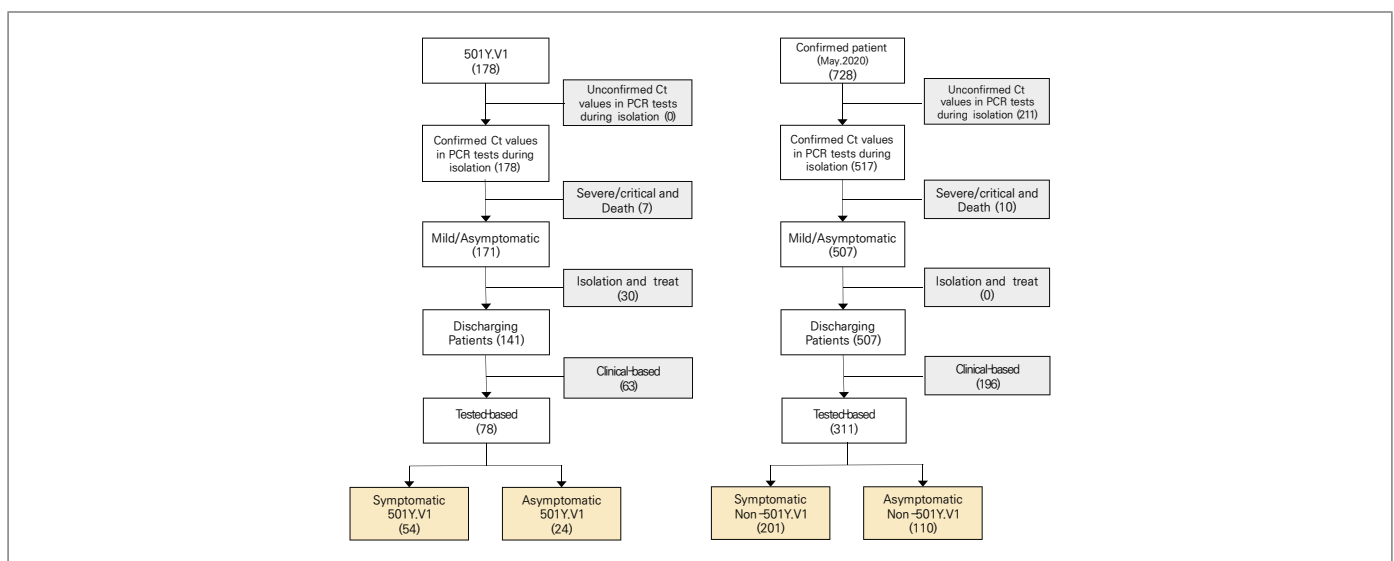 501Y.V1
(178)
Unconfirmed Ct
values in PCR tests
during isolation (0)
Confirmed Ct values
in PCR tests during
isolation (178)
Severe/critical and
Death (7)
Mild/Asymptomatic
(171)
Isolation and treat
(30)
Discharging
Patients (141)
Clinical-based
(63)
Tested-based
(78)
Symptomatic
501Y.V1
(54)
Asymptomatic
501Y.V1
(24)
Confirmed patient
(May.2020)
(728)
Unconfirmed Ct
values in PCR tests
during isolation (211)
Confirmed Ct values
in PCR tests during
isolation (517)
Severe/critical and
Death (10)
Mild/Asymptomatic
(507)
Isolation and treat
(0)
Discharging
Patients (507)
Clinical-based
(196)
Tested-based
(311)
Symptomatic
Non-501Y.V1
(201)
Asymptomatic
Non-501Y.V1
(110)